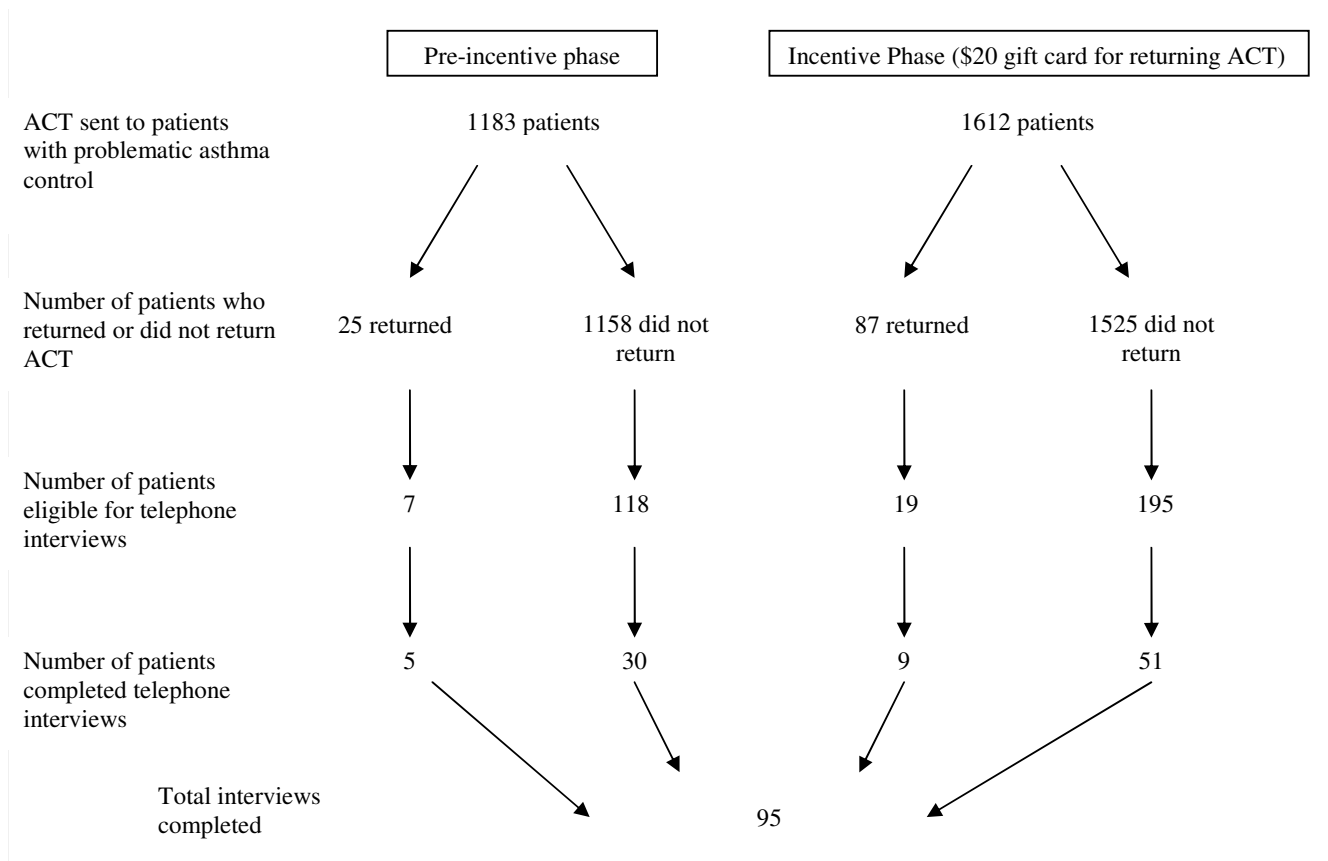 Pre-incentive phase
Incentive Phase ($20 gift card for returning ACT)
ACT sent to patients
with problematic asthma
control
1183 patients
1612 patients
Number of patients who
returned or did not return
ACT
25 returned
1158 did not
return
87 returned
1525 did not
return
Number of patients
eligible for telephone
interviews
7
118
19
195
Number of patients
completed telephone
interviews
5
30
9
51
Total interviews
completed
95